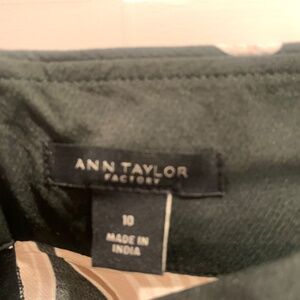 ANN TAYLOR
FACTORY
10
MADE IN
INDIA